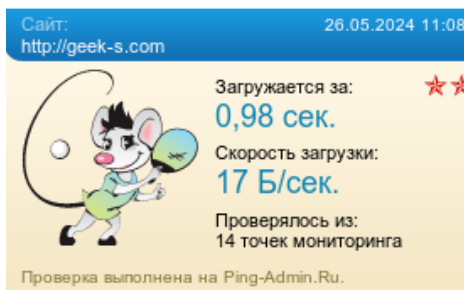 Сайт:
26.05.2024 11:08
http://geek-s.com
Загружается за:
0,98 сек.
Скорость загрузки:
17 Б/сек.
Проверялось из:
14 точек мониторинга
Проверка выполнена на Ping-Admin.Ru.